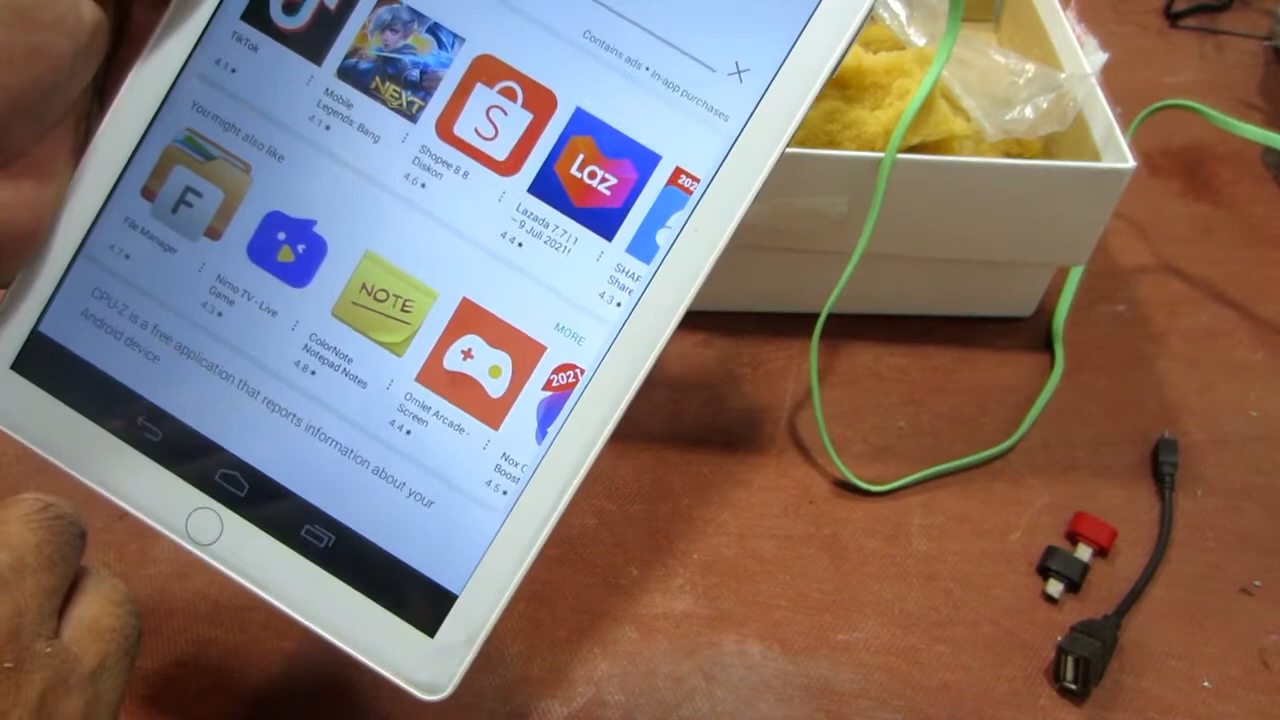 Contains ads • In-app purchases
TikTok
4.1★
NEXT
Mobile
Legends: Bang
4.1★
S
Shopee 8.8
Diskon
4.6★
Laz
Lazada 7.7 | 1
– 9 Juli 2021!
4.4★
202
SHAR
Share
4.3★
You might also like
MORE
F
File Manager
4.7★
Nimo TV - Live
Game
4.3★
NOTE
ColorNote
Notepad Notes
4.8★
Omlet Arcade -
Screen
4.4★
2021
Nox C
Boost
4.5★
CPU-Z is a free application that reports information about your
Android device